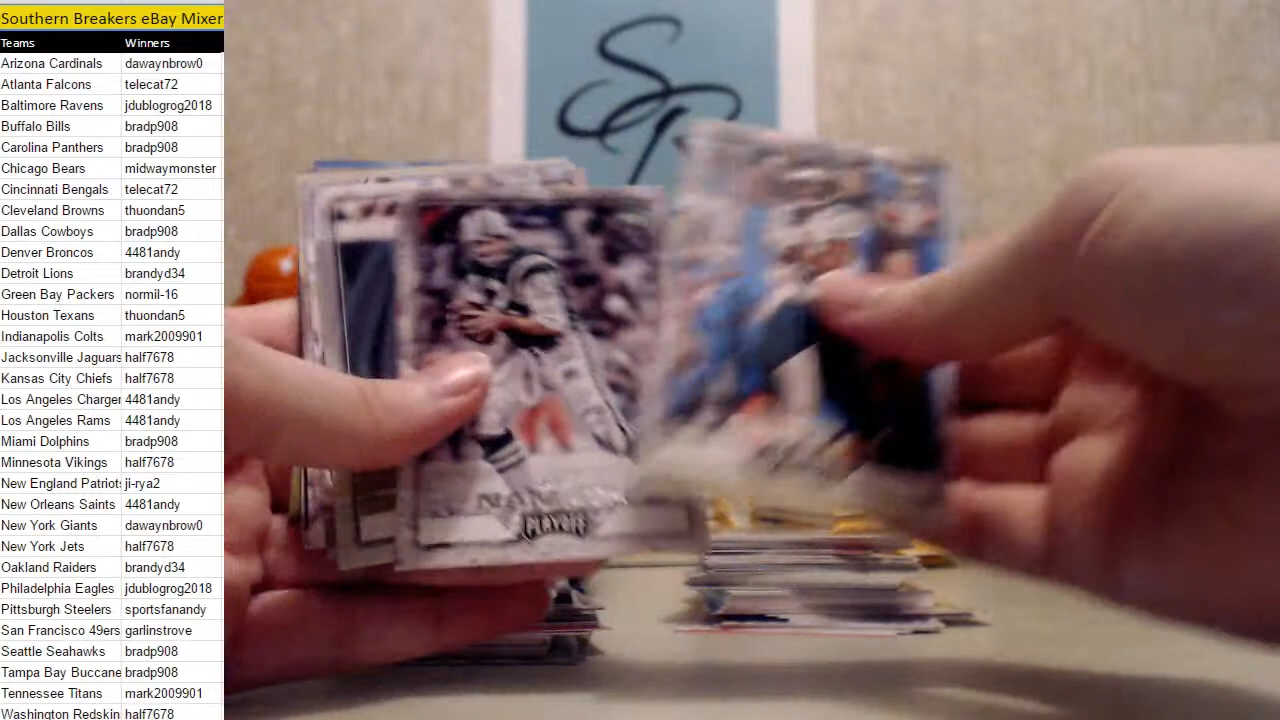 Southern Breakers eBay Mixer
Teams Winners
Arizona Cardinals dawaynbrow0
Atlanta Falcons telecat72
Baltimore Ravens jdublogrog2018
Buffalo Bills bradp908
Carolina Panthers bradp908
Chicago Bears midwaymonster
Cincinnati Bengals telecat72
Cleveland Browns thuondan5
Dallas Cowboys bradp908
Denver Broncos 4481andy
Detroit Lions brandyd34
Green Bay Packers normil-16
Houston Texans thuondan5
Indianapolis Colts mark2009901
Jacksonville Jaguars half7678
Kansas City Chiefs half7678
Los Angeles Charger 4481andy
Los Angeles Rams 4481andy
Miami Dolphins bradp908
Minnesota Vikings half7678
New England Patriots ji-rya2
New Orleans Saints 4481andy
New York Giants dawaynbrow0
New York Jets half7678
Oakland Raiders brandyd34
Philadelphia Eagles jdublogrog2018
Pittsburgh Steelers sportsfanandy
San Francisco 49ers garlinstrove
Seattle Seahawks bradp908
Tampa Bay Buccane bradp908
Tennessee Titans mark2009901
Washington Redskin half7678